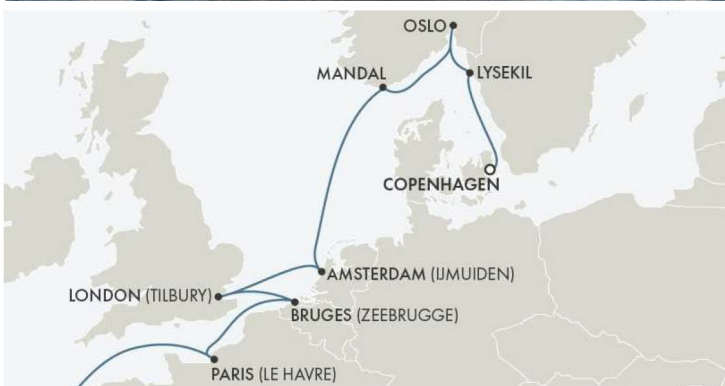 OSLO
MANDAL
LYSEKIL
COPENHAGEN
AMSTERDAM (IJMUIDEN)
LONDON (TILBURY)
BRUGES (ZEEBRUGGE)
PARIS (LE HAVRE)